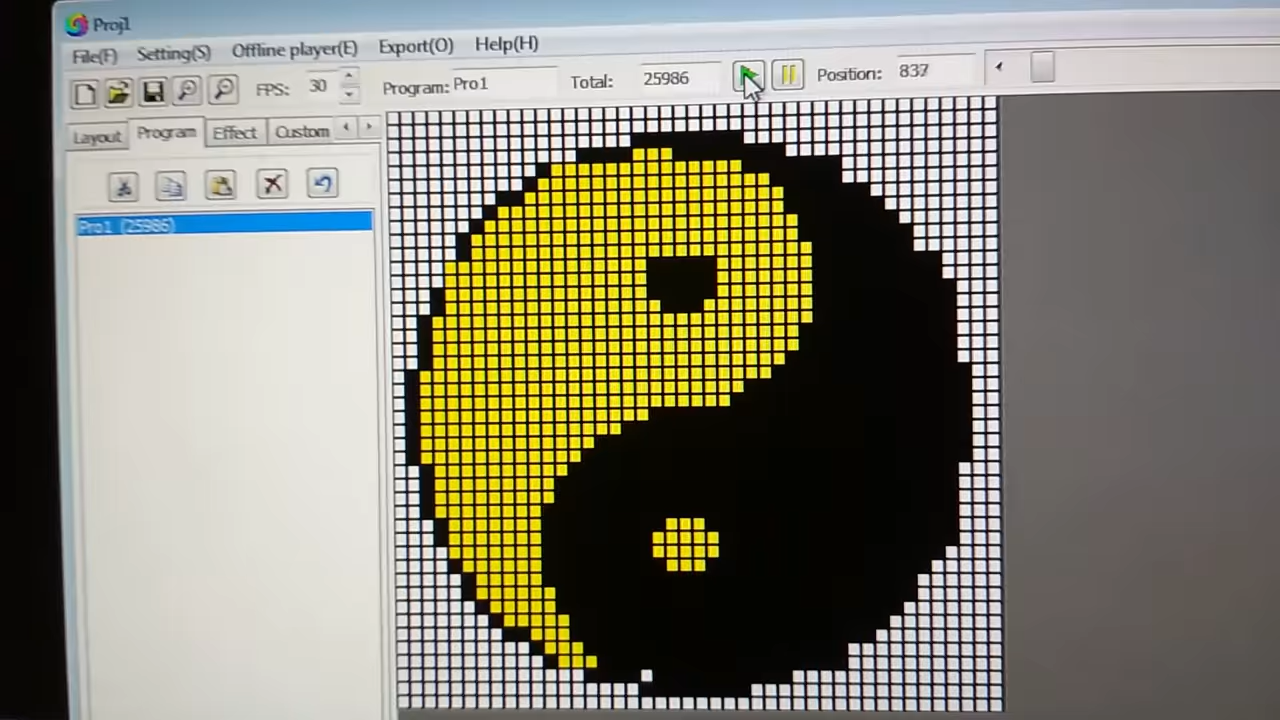 Proj1
File(F) Setting(S) Offline player(E) Export(O) Help(H)
FPS: 30 Program: Pro1 Total: 25986 Position: 837
Layout Program Effect Custom
Pro1 (25986)